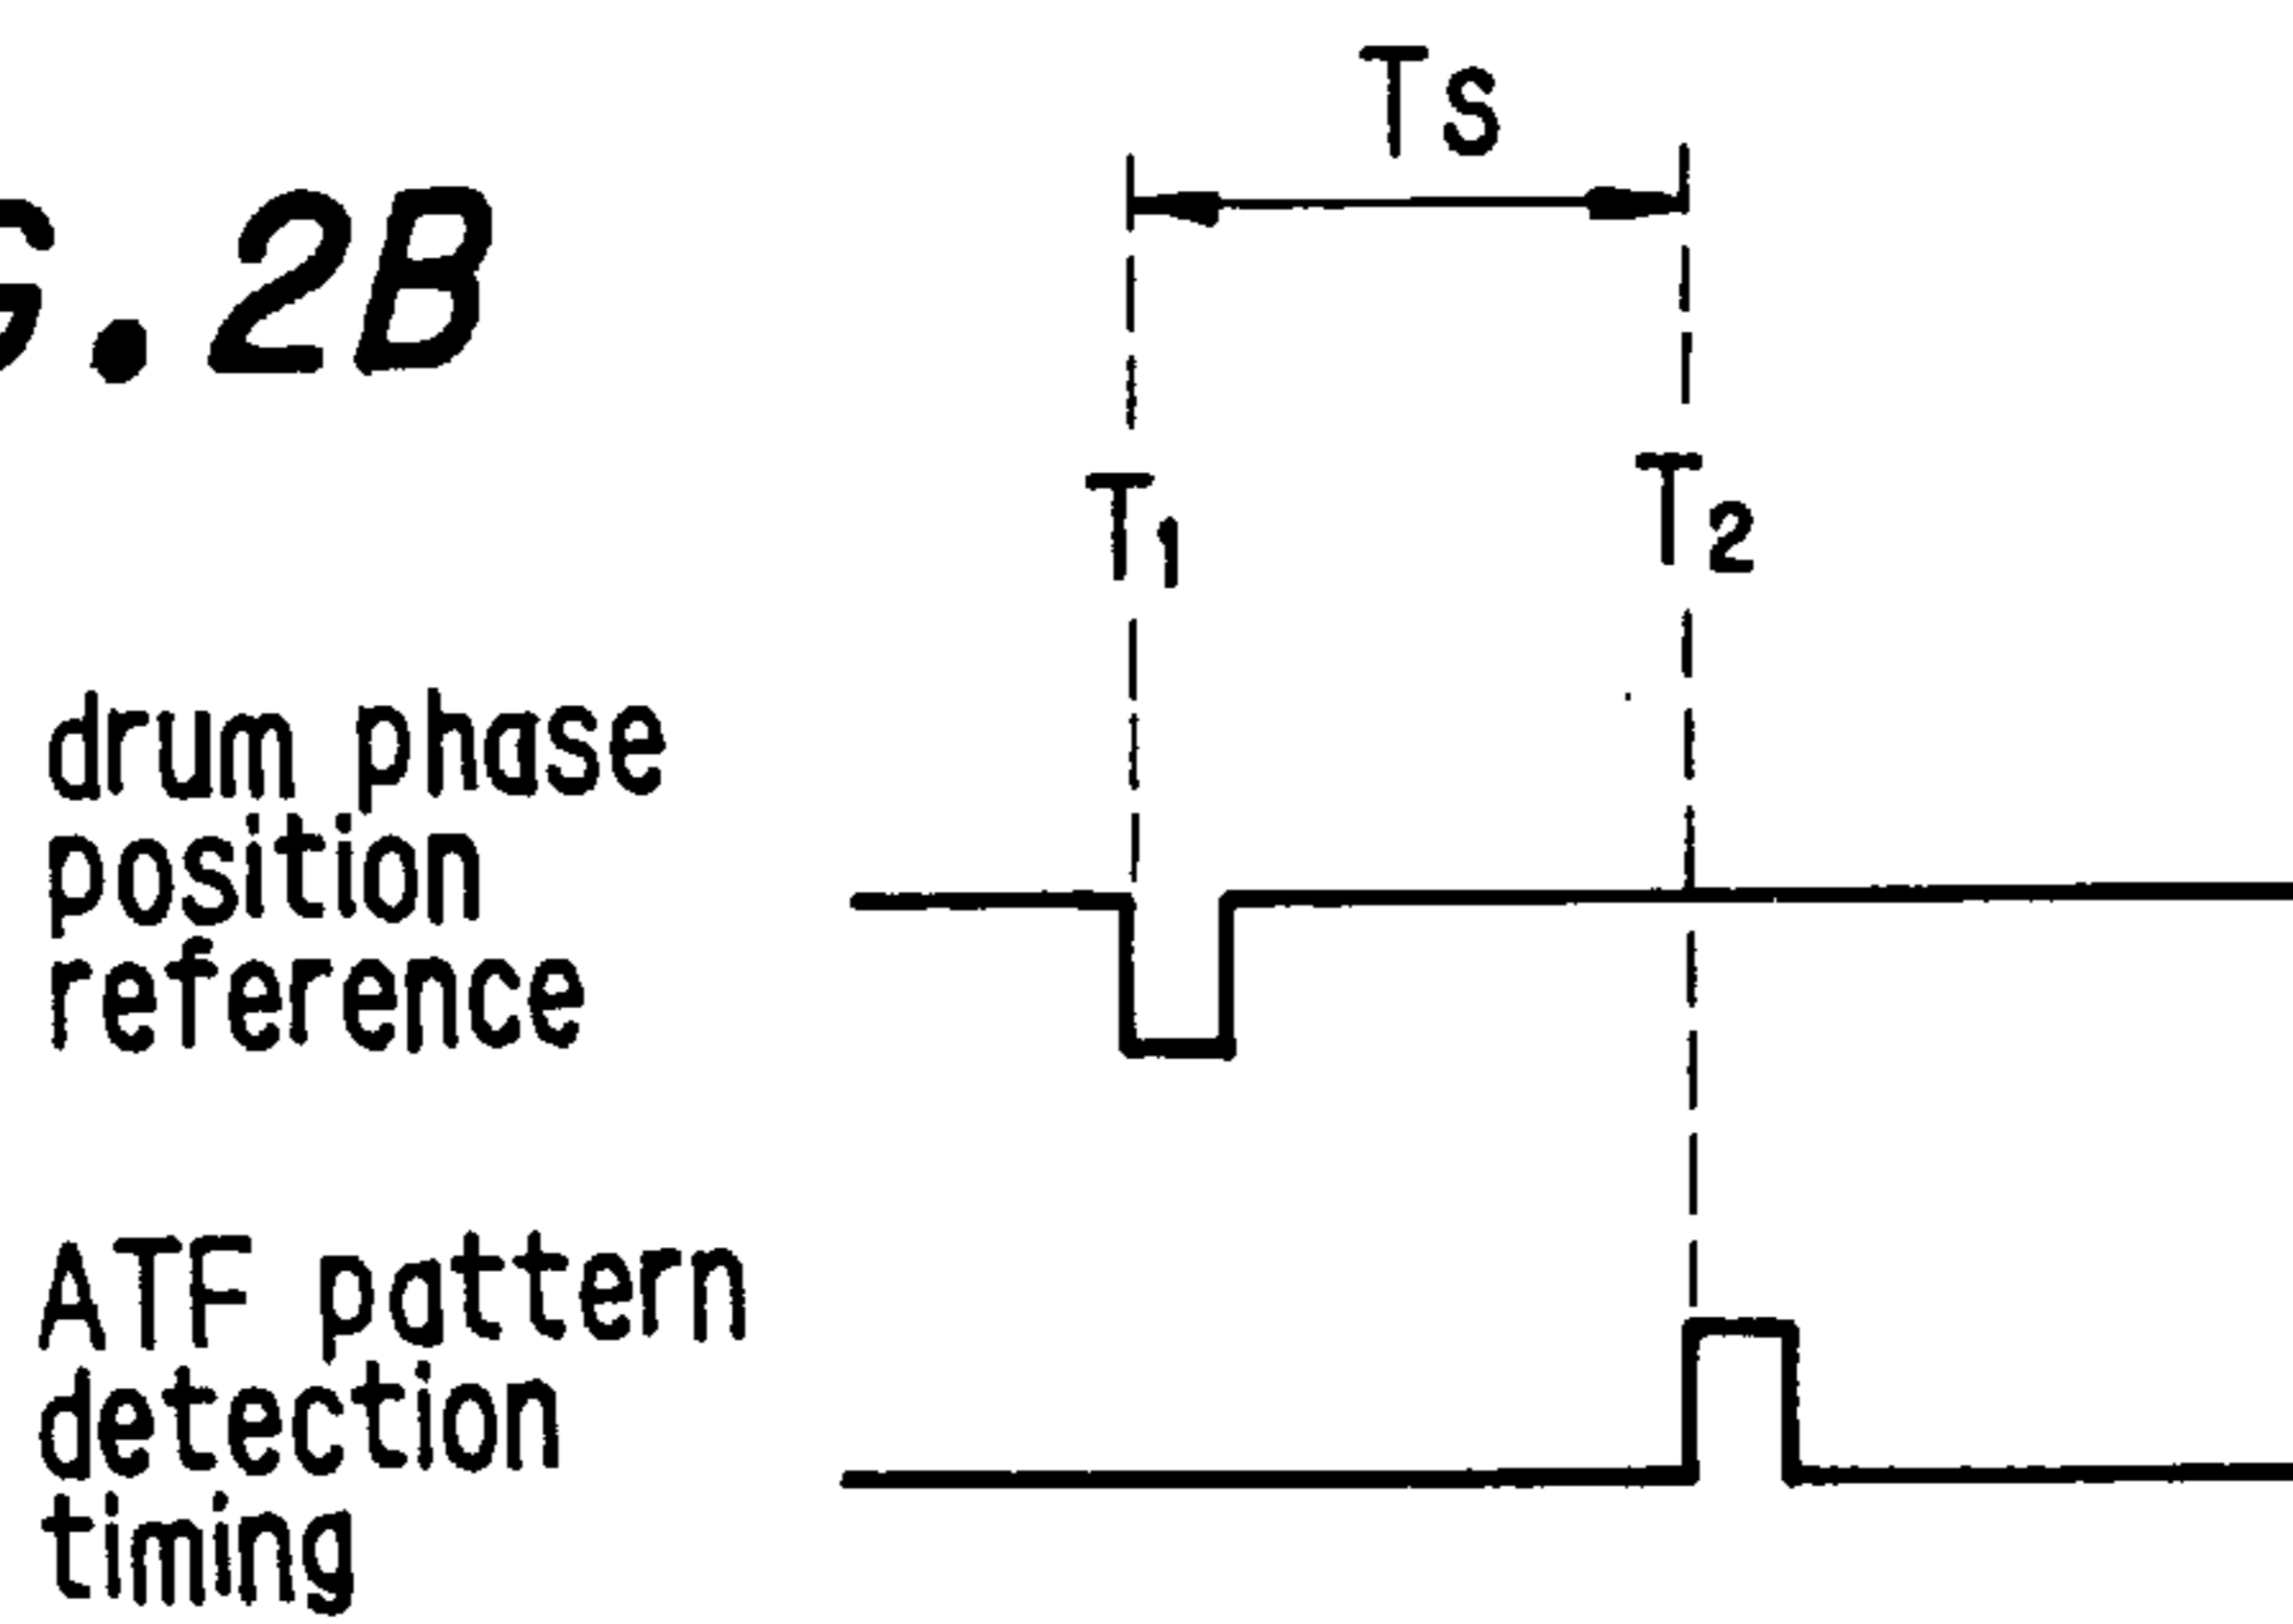 G.2B
Ts
T1
T2
drum phase
position
reference
ATF pattern
detection
timing